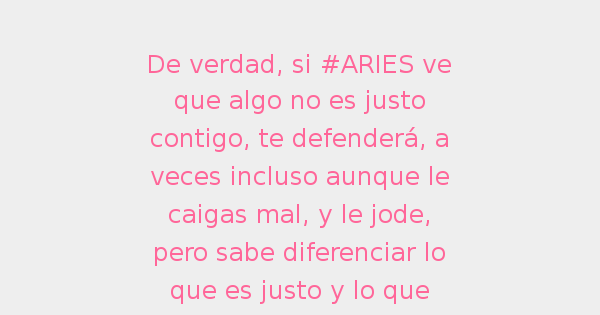 De verdad, si #ARIES ve
que algo no es justo
contigo, te defenderá, a
veces incluso aunque le
caigas mal, y le jode,
pero sabe diferenciar lo
que es justo y lo que